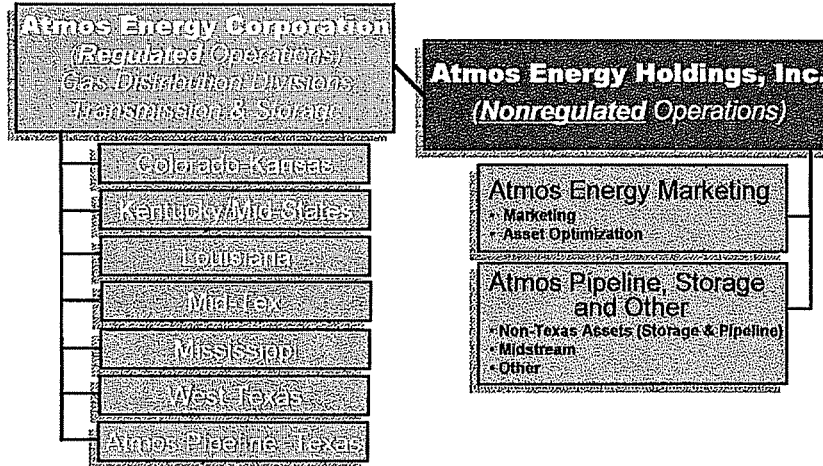 Atmos Energy Corporation
(Regulated Operations)
Gas Distribution Divisions
Transmission & Storage
Colorado-Kansas
Kentucky/Mid-States
Louisiana
Mid-Tex
Mississippi
West Texas
Atmos Pipeline -Texas
Atmos Energy Holdings, Inc.
(Nonregulated Operations)
Atmos Energy Marketing
• Marketing
• Asset Optimization
Atmos Pipeline, Storage
and Other
• Non-Texas Assets (Storage & Pipeline)
• Midstream
• Other